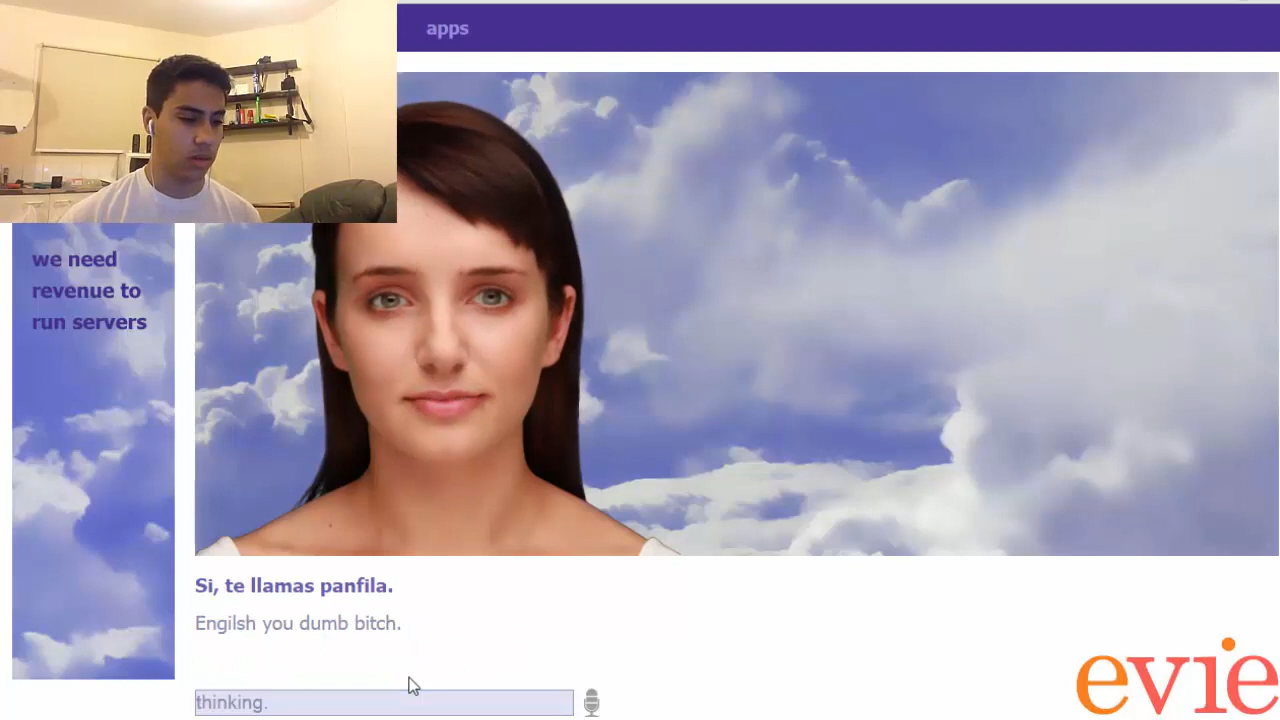 apps
we need
revenue to
run servers
Si, te llamas panfila.
Engilsh you dumb bitch.
thinking.
evie